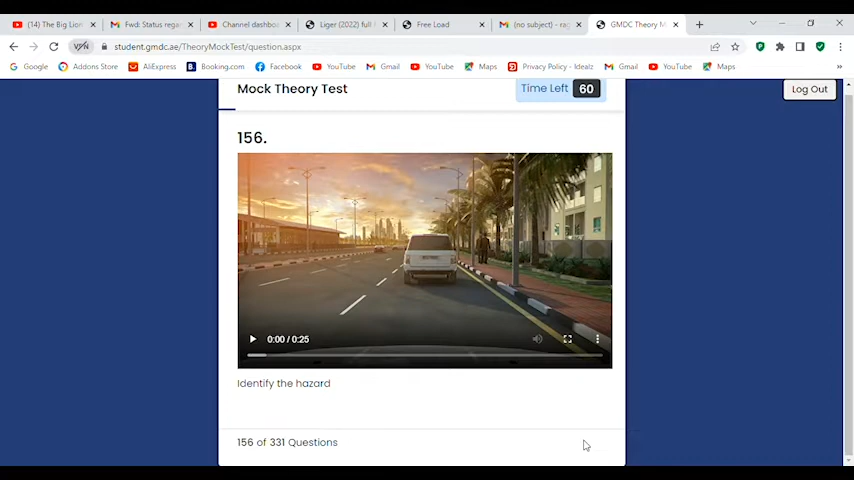 (14) The Big Lion
Fwd: Status rega
Channel dashbo
Liger (2022) full
Free Load
(no subject) - rag
GMDC Theory M
student.gmdc.ae/TheoryMockTest/question.aspx
Google
Addons Store
AliExpress
Booking.com
Facebook
YouTube
Gmail
YouTube
Maps
Privacy Policy - Idealz
Gmail
YouTube
Maps
Mock Theory Test
Time Left 60
Log Out
156.
0:00 / 0:25
Identify the hazard
156 of 331 Questions